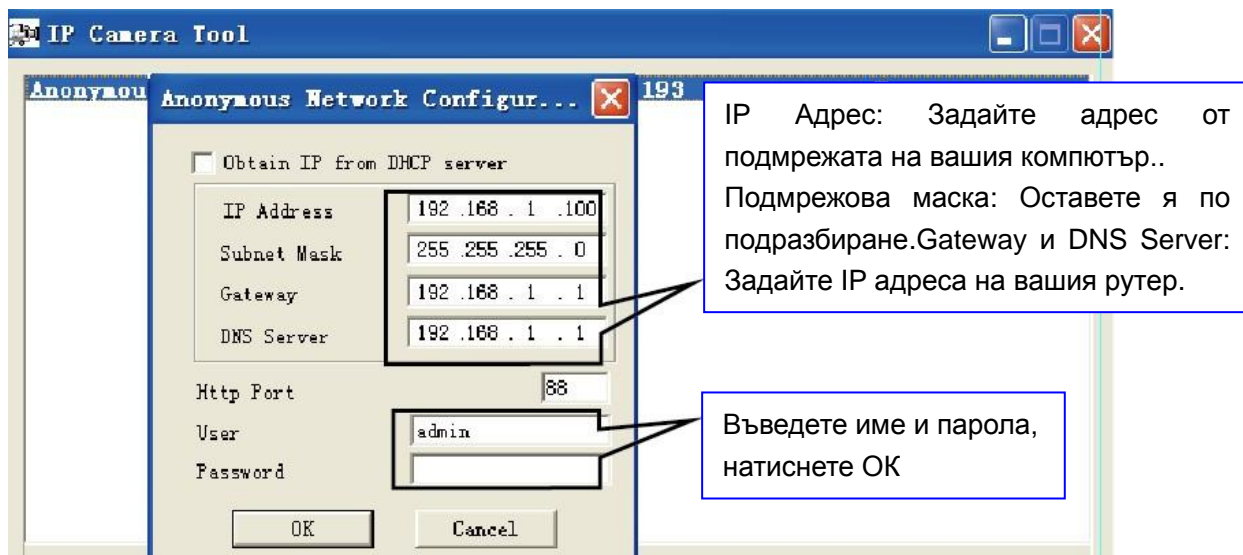 IP Camera Tool
Anonymou
193
Anonymous Network Configur...
Obtain IP from DHCP server
IP Address 192 .168 . 1 .100
Subnet Mask 255 .255 .255 . 0
Gateway 192 .168 . 1 . 1
DNS Server 192 .168 . 1 . 1
Http Port 88
User admin
Password
OK Cancel
IP Адрес: Задайте адрес от
подмрежата на вашия компютър..
Подмрежова маска: Оставете я по
подразбиране.Gateway и DNS Server:
Задайте IP адреса на вашия рутер.
Въведете име и парола,
натиснете ОК